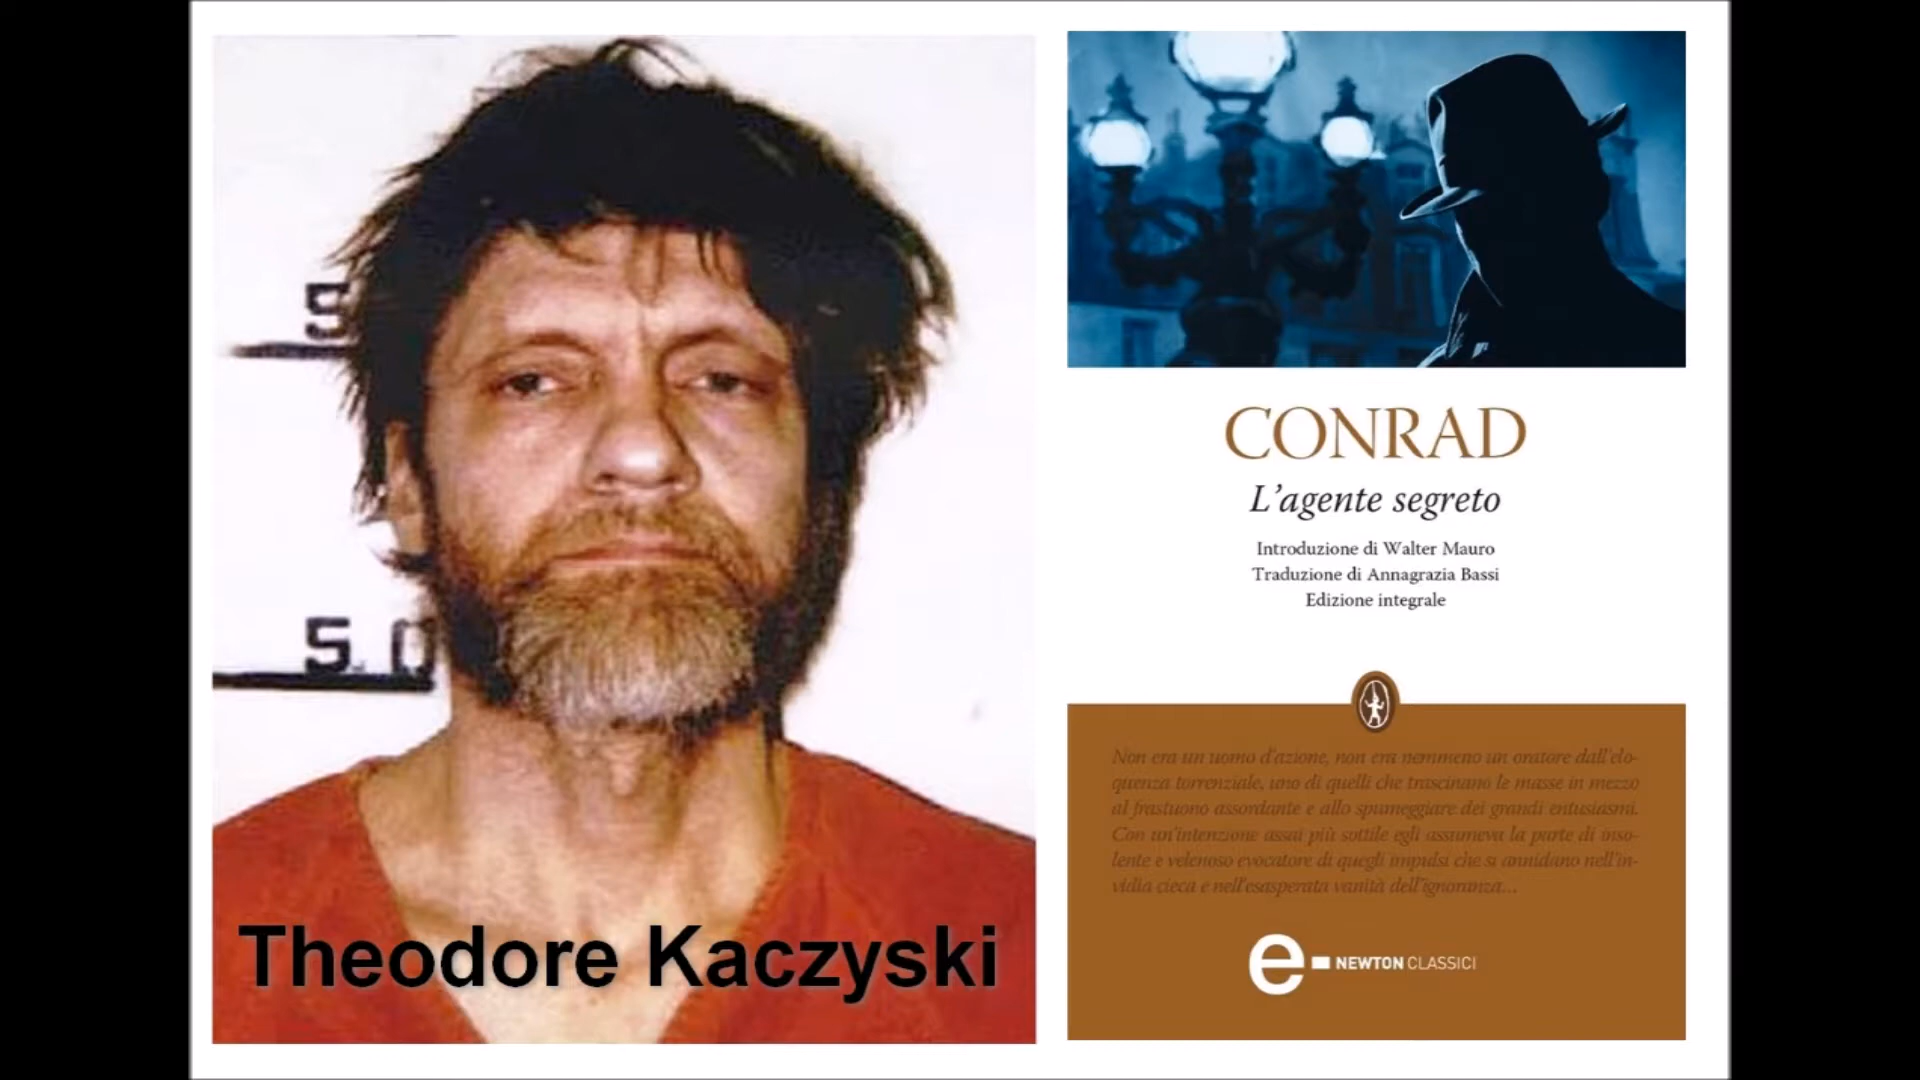 S
5.0
Theodore Kaczyski
CONRAD
L'agente segreto
Introduzione di Walter Mauro
Traduzione di Annagrazia Bassi
Edizione integrale
Non era un uomo d'azione, non era nemmeno un oratore dall'elo-
quenza torrenziale, uno di quelli che trascinano le masse in mezzo
al frastuono assordante e allo spumeggiare dei grandi entusiasmi.
Con un'intenzione assai più sottile egli assumeva la parte di inso-
lente e velenoso evocatore di quegli impulsi che si annidano nell'in-
vidia cieca e nell'esasperata vanità dell'ignoranza...
e NEWTON CLASSICI